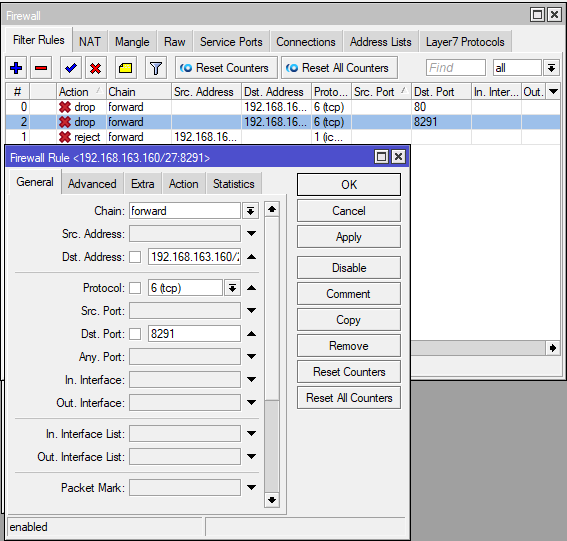 Firewall
Filter Rules NAT Mangle Raw Service Ports Connections Address Lists Layer7 Protocols
Reset Counters Reset All Counters Find all
# Action Chain Src. Address Dst. Address Proto... Src. Port Dst. Port In. Inter... Out.
0 drop forward 192.168.16... 6 (tcp) 80
2 drop forward 192.168.16... 6 (tcp) 8291
1 reject forward 192.168.16... 1 (ic...
Firewall Rule <192.168.163.160/27:8291>
General Advanced Extra Action Statistics
OK
Cancel
Apply
Disable
Comment
Copy
Remove
Reset Counters
Reset All Counters
Chain: forward
Src. Address:
Dst. Address: 192.168.163.160/2
Protocol: 6 (tcp)
Src. Port:
Dst. Port: 8291
Any. Port:
In. Interface:
Out. Interface:
In. Interface List:
Out. Interface List:
Packet Mark:
enabled